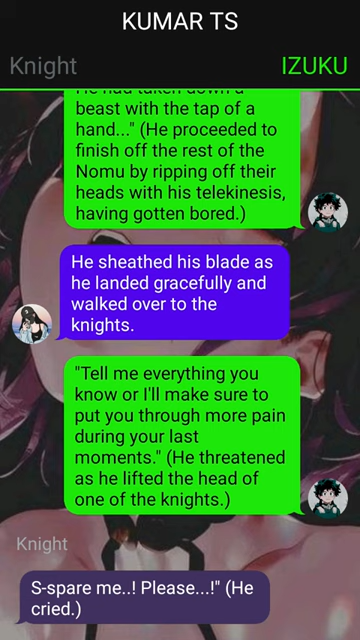 KUMAR TS
Knight
IZUKU
He had taken down a
beast with the tap of a
hand..." (He proceeded to
finish off the rest of the
Nomu by ripping off their
heads with his telekinesis,
having gotten bored.)
He sheathed his blade as
he landed gracefully and
walked over to the
knights.
"Tell me everything you
know or I'll make sure to
put you through more pain
during your last
moments." (He threatened
as he lifted the head of
one of the knights.)
Knight
S-spare me..! Please...!" (He
cried.)